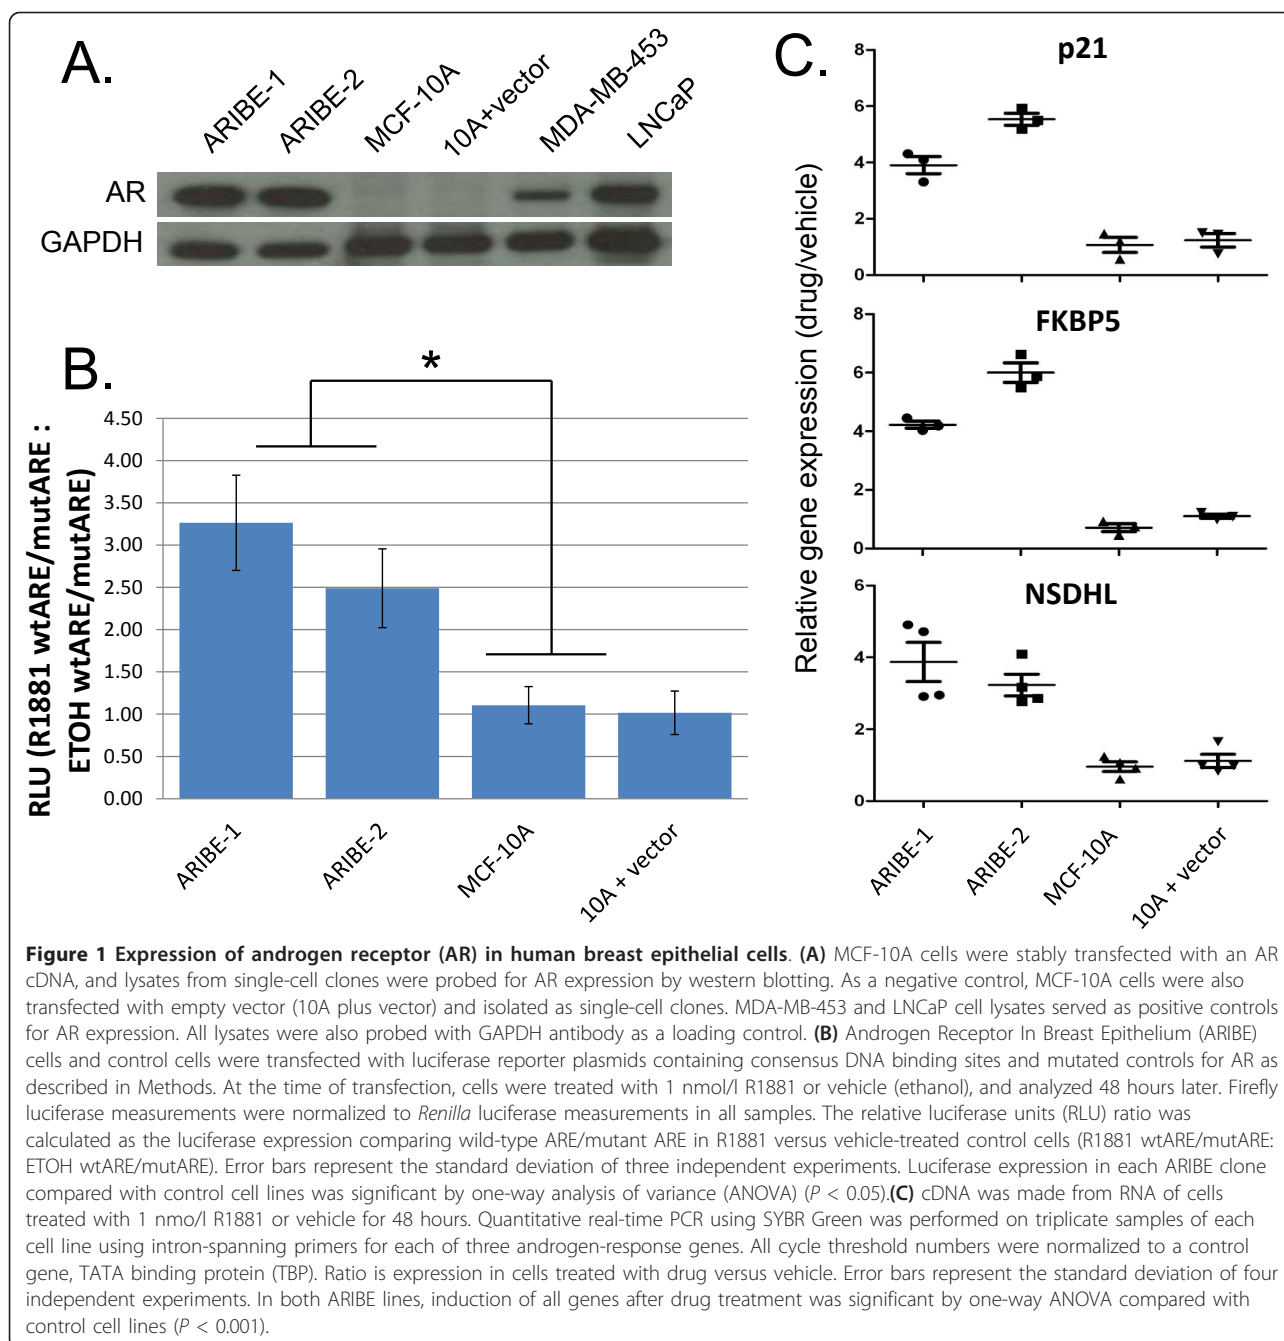 A.
ARIBE-1
ARIBE-2
MCF-10A
10A+vector
MDA-MB-453
LNCaP
AR
GAPDH
B.
*
RLU (R1881 wtARE/mutARE :
ETOH wtARE/mutARE)
4.50
4.00
3.50
3.00
2.50
2.00
1.50
1.00
0.50
0.00
ARIBE-1
ARIBE-2
MCF-10A
10A + vector
C.
Relative gene expression (drug/vehicle)
p21
8
6
4
2
0
FKBP5
8
6
4
2
0
NSDHL
6
4
2
0
ARIBE-1
ARIBE-2
MCF-10A
10A + vector
Figure 1 Expression of androgen receptor (AR) in human breast epithelial cells. (A) MCF-10A cells were stably transfected with an AR
cDNA, and lysates from single-cell clones were probed for AR expression by western blotting. As a negative control, MCF-10A cells were also
transfected with empty vector (10A plus vector) and isolated as single-cell clones. MDA-MB-453 and LNCaP cell lysates served as positive controls
for AR expression. All lysates were also probed with GAPDH antibody as a loading control. (B) Androgen Receptor In Breast Epithelium (ARIBE)
cells and control cells were transfected with luciferase reporter plasmids containing consensus DNA binding sites and mutated controls for AR as
described in Methods. At the time of transfection, cells were treated with 1 nmol/l R1881 or vehicle (ethanol), and analyzed 48 hours later. Firefly
luciferase measurements were normalized to Renilla luciferase measurements in all samples. The relative luciferase units (RLU) ratio was
calculated as the luciferase expression comparing wild-type ARE/mutant ARE in R1881 versus vehicle-treated control cells (R1881 wtARE/mutARE:
ETOH wtARE/mutARE). Error bars represent the standard deviation of three independent experiments. Luciferase expression in each ARIBE clone
compared with control cell lines was significant by one-way analysis of variance (ANOVA) (P < 0.05).(C) cDNA was made from RNA of cells
treated with 1 nmo/l R1881 or vehicle for 48 hours. Quantitative real-time PCR using SYBR Green was performed on triplicate samples of each
cell line using intron-spanning primers for each of three androgen-response genes. All cycle threshold numbers were normalized to a control
gene, TATA binding protein (TBP). Ratio is expression in cells treated with drug versus vehicle. Error bars represent the standard deviation of four
independent experiments. In both ARIBE lines, induction of all genes after drug treatment was significant by one-way ANOVA compared with
control cell lines (P < 0.001).